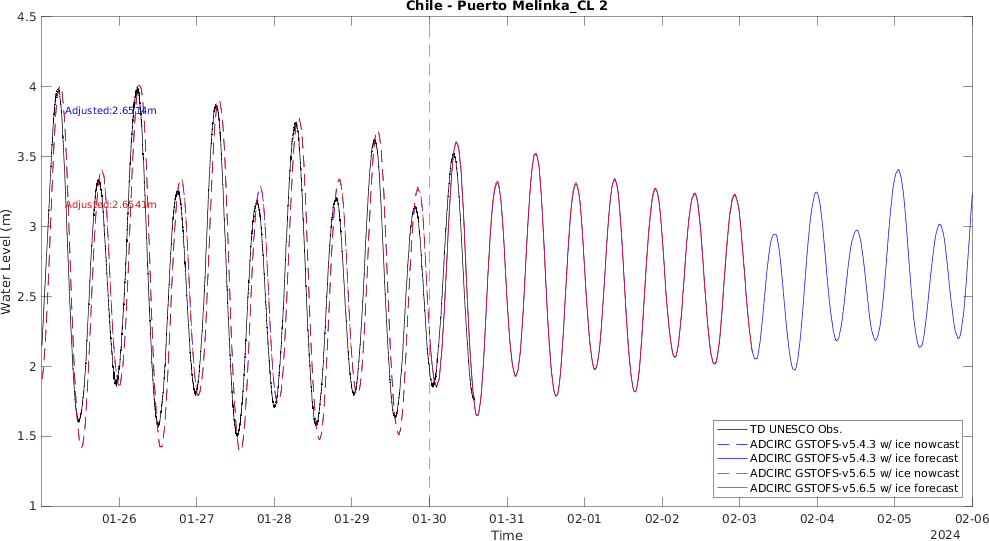 Chile - Puerto Melinka_CL 2
4.5
4
3.5
3
2.5
2
1.5
1
Water Level (m)
Adjusted:2.6514m
Adjusted:2.6541m
01-26
01-27
01-28
01-29
01-30
01-31
02-01
02-02
02-03
02-04
02-05
02-06
Time
2024
TD UNESCO Obs.
ADCIRC GSTOFS-v5.4.3 w/ ice nowcast
ADCIRC GSTOFS-v5.4.3 w/ ice forecast
ADCIRC GSTOFS-v5.6.5 w/ ice nowcast
ADCIRC GSTOFS-v5.6.5 w/ ice forecast